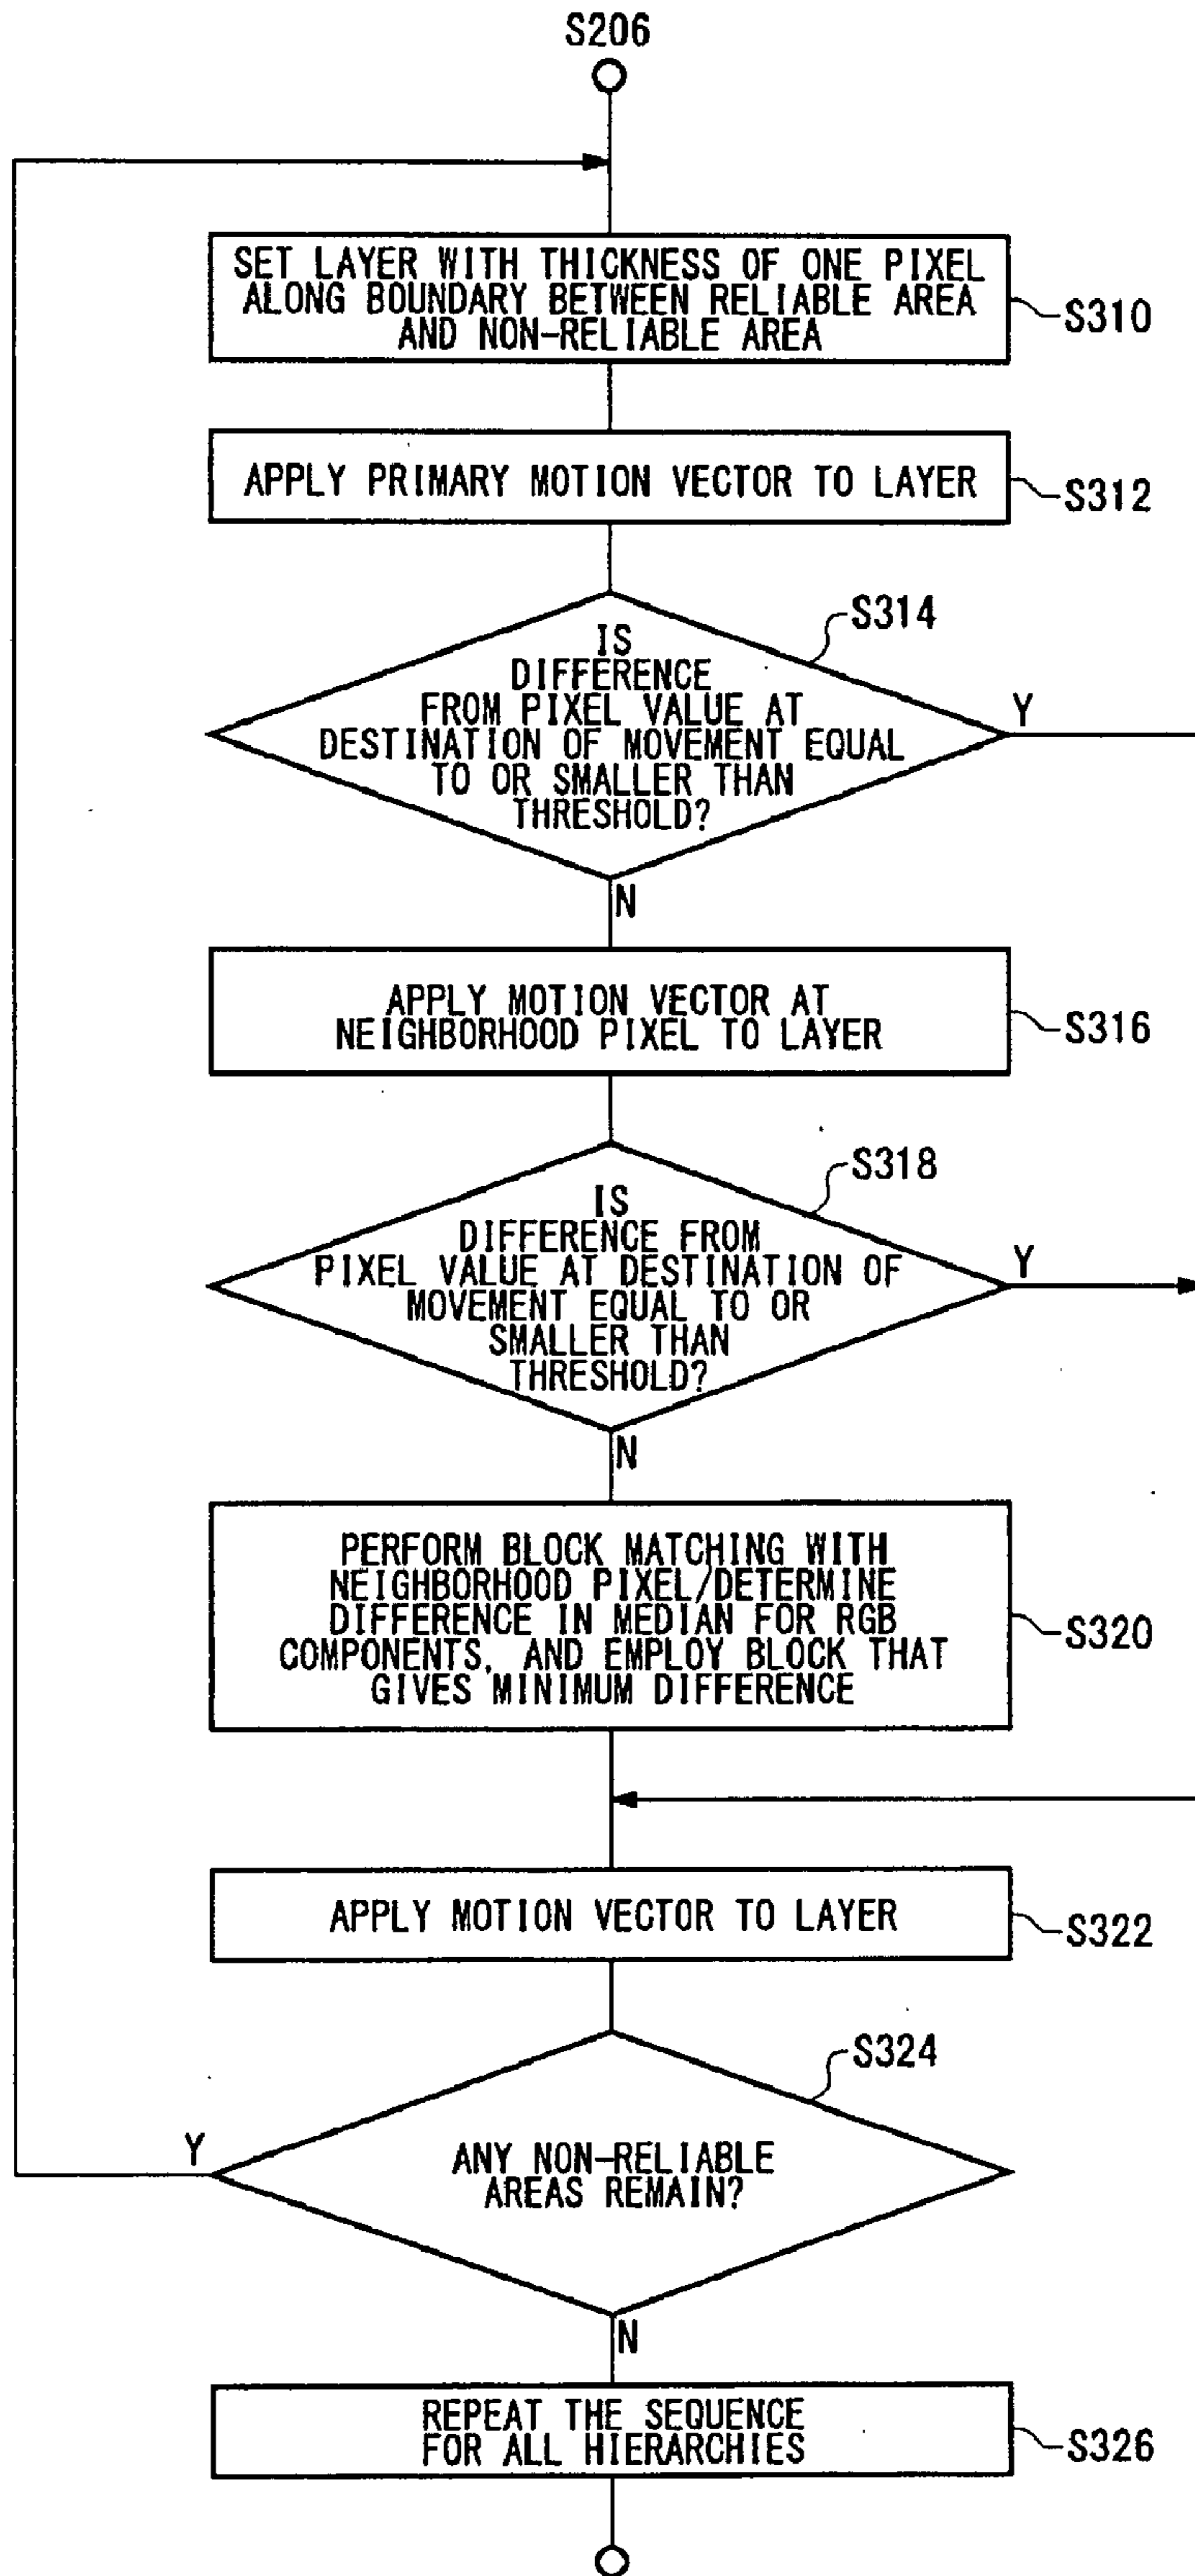 S206
SET LAYER WITH THICKNESS OF ONE PIXEL
ALONG BOUNDARY BETWEEN RELIABLE AREA
AND NON-RELIABLE AREA
S310
APPLY PRIMARY MOTION VECTOR TO LAYER
S312
S314
IS
DIFFERENCE
FROM PIXEL VALUE AT
DESTINATION OF MOVEMENT EQUAL
TO OR SMALLER THAN
THRESHOLD?
Y
N
APPLY MOTION VECTOR AT
NEIGHBORHOOD PIXEL TO LAYER
S316
S318
IS
DIFFERENCE FROM
PIXEL VALUE AT DESTINATION OF
MOVEMENT EQUAL TO OR
SMALLER THAN
THRESHOLD?
Y
N
PERFORM BLOCK MATCHING WITH
NEIGHBORHOOD PIXEL/DETERMINE
DIFFERENCE IN MEDIAN FOR RGB
COMPONENTS, AND EMPLOY BLOCK THAT
GIVES MINIMUM DIFFERENCE
S320
APPLY MOTION VECTOR TO LAYER
S322
S324
Y
ANY NON-RELIABLE
AREAS REMAIN?
N
REPEAT THE SEQUENCE
FOR ALL HIERARCHIES
S326